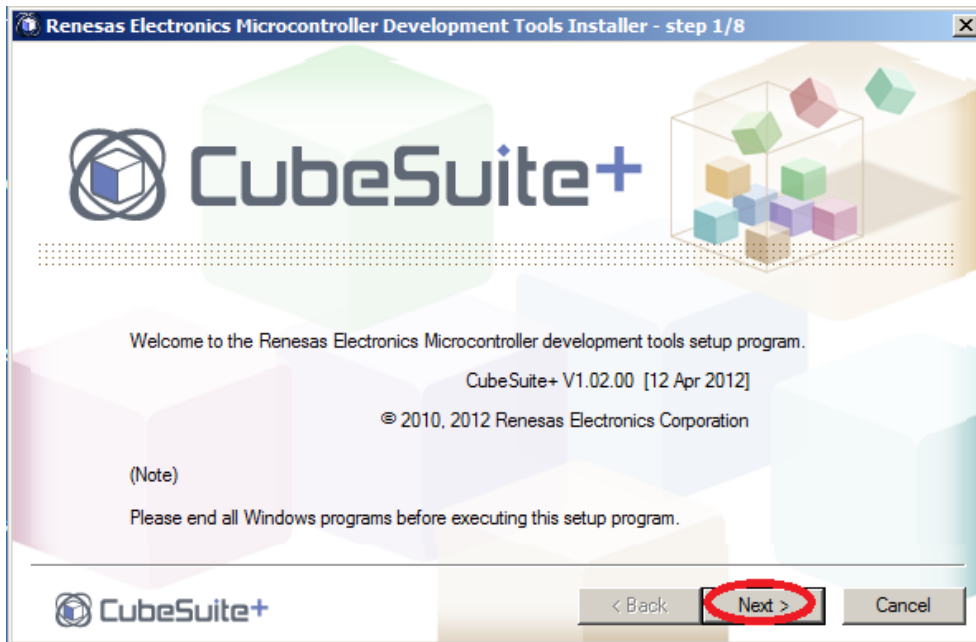 Renesas Electronics Microcontroller Development Tools Installer - step 1/8
CubeSuite+
Welcome to the Renesas Electronics Microcontroller development tools setup program.
CubeSuite+ V1.02.00 [12 Apr 2012]
© 2010, 2012 Renesas Electronics Corporation
(Note)
Please end all Windows programs before executing this setup program.
CubeSuite+
< Back Next > Cancel